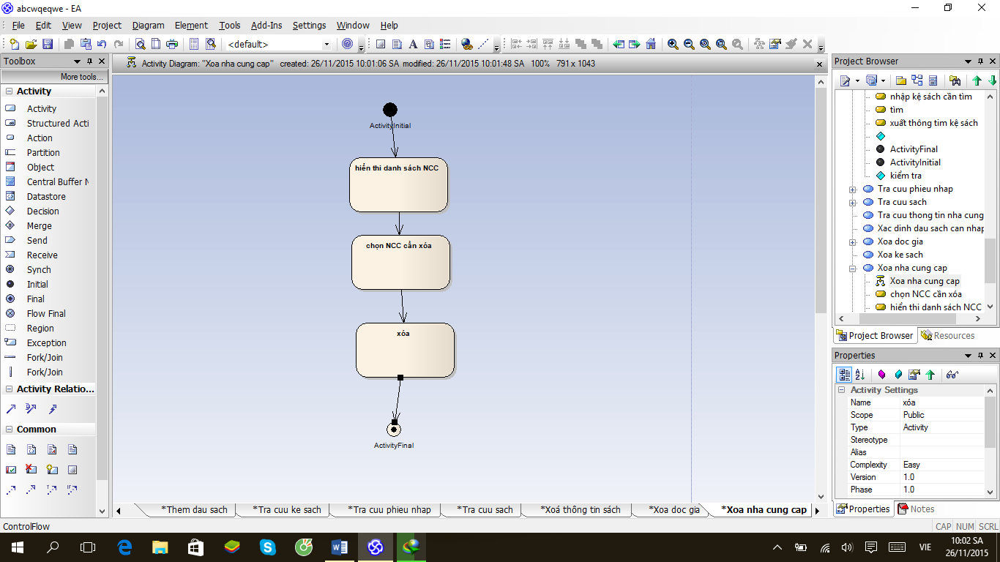 abcwqeqwe - EA
File Edit View Project Diagram Element Tools Add-Ins Settings Window Help
<default>
Toolbox
More tools...
Activity
Activity
Structured Acti
Action
Partition
Object
Central Buffer N
Datastore
Decision
Merge
Send
Receive
Synch
Initial
Final
Flow Final
Region
Exception
Fork/Join
Fork/Join
Activity Relatio...
Common
Activity Diagram: "Xoa nha cung cap" created: 26/11/2015 10:01:06 SA modified: 26/11/2015 10:01:48 SA 100% 791 x 1043
ActivityInitial
hiển thi danh sách NCC
chọn NCC cần xóa
xóa
ActivityFinal
*Them dau sach *Tra cuu ke sach *Tra cuu phieu nhap *Tra cuu sach *Xoá thông tin sách *Xoa doc gia *Xoa nha cung cap
Project Browser
nhập kệ sách cần tìm
tìm
xuất thông tim kệ sách
ActivityFinal
ActivityInitial
kiểm tra
Tra cuu phieu nhap
Tra cuu sach
Tra cuu thong tin nha cung
Xac dinh dau sach can nhap
Xoa doc gia
Xoa ke sach
Xoa nha cung cap
Xoa nha cung cap
chọn NCC cần xóa
hiển thi danh sách NCC
Project Browser Resources
Properties
Activity Settings
Name xóa
Scope Public
Type Activity
Stereotype
Alias
Complexity Easy
Version 1.0
Phase 1.0
Properties Notes
ControlFlow
CAP NUM SCRL
VIE
10:02 SA
26/11/2015